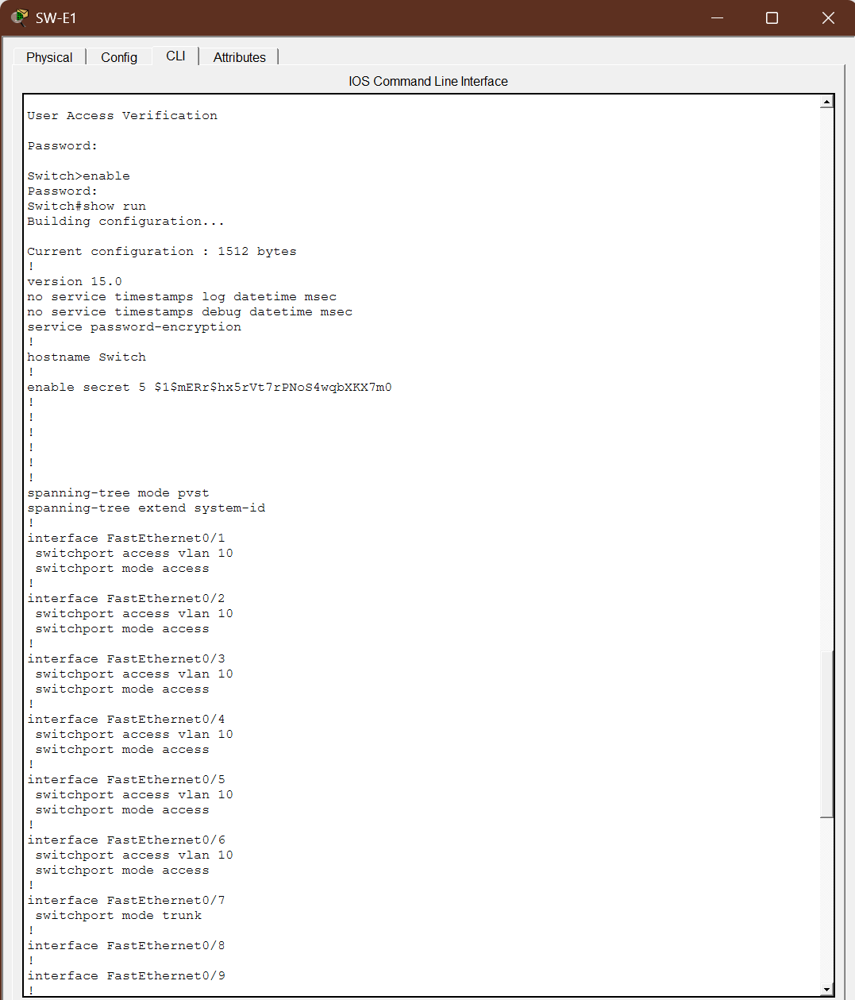 SW-E1
Physical Config CLI Attributes
IOS Command Line Interface
User Access Verification
Password:
Switch>enable
Password:
Switch#show run
Building configuration...
Current configuration : 1512 bytes
!
version 15.0
no service timestamps log datetime msec
no service timestamps debug datetime msec
service password-encryption
!
hostname Switch
!
enable secret 5 $1$mERr$hx5rVt7rPNoS4wqbXKX7m0
!
!
!
!
!
!
spanning-tree mode pvst
spanning-tree extend system-id
!
interface FastEthernet0/1
 switchport access vlan 10
 switchport mode access
!
interface FastEthernet0/2
 switchport access vlan 10
 switchport mode access
!
interface FastEthernet0/3
 switchport access vlan 10
 switchport mode access
!
interface FastEthernet0/4
 switchport access vlan 10
 switchport mode access
!
interface FastEthernet0/5
 switchport access vlan 10
 switchport mode access
!
interface FastEthernet0/6
 switchport access vlan 10
 switchport mode access
!
interface FastEthernet0/7
 switchport mode trunk
!
interface FastEthernet0/8
!
interface FastEthernet0/9
!